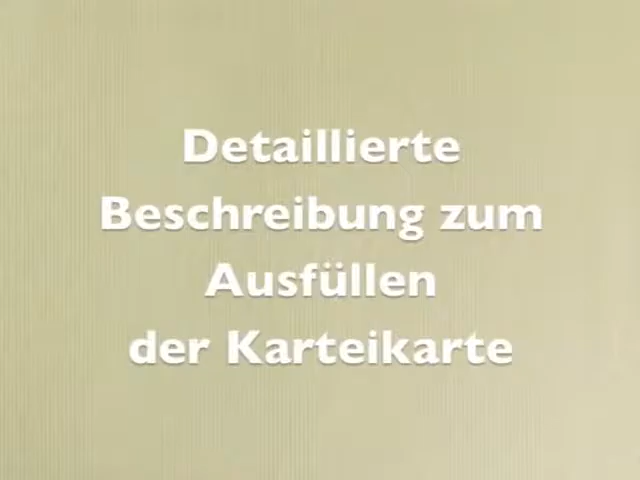 Detaillierte
Beschreibung zum
Ausfüllen
der Karteikarte